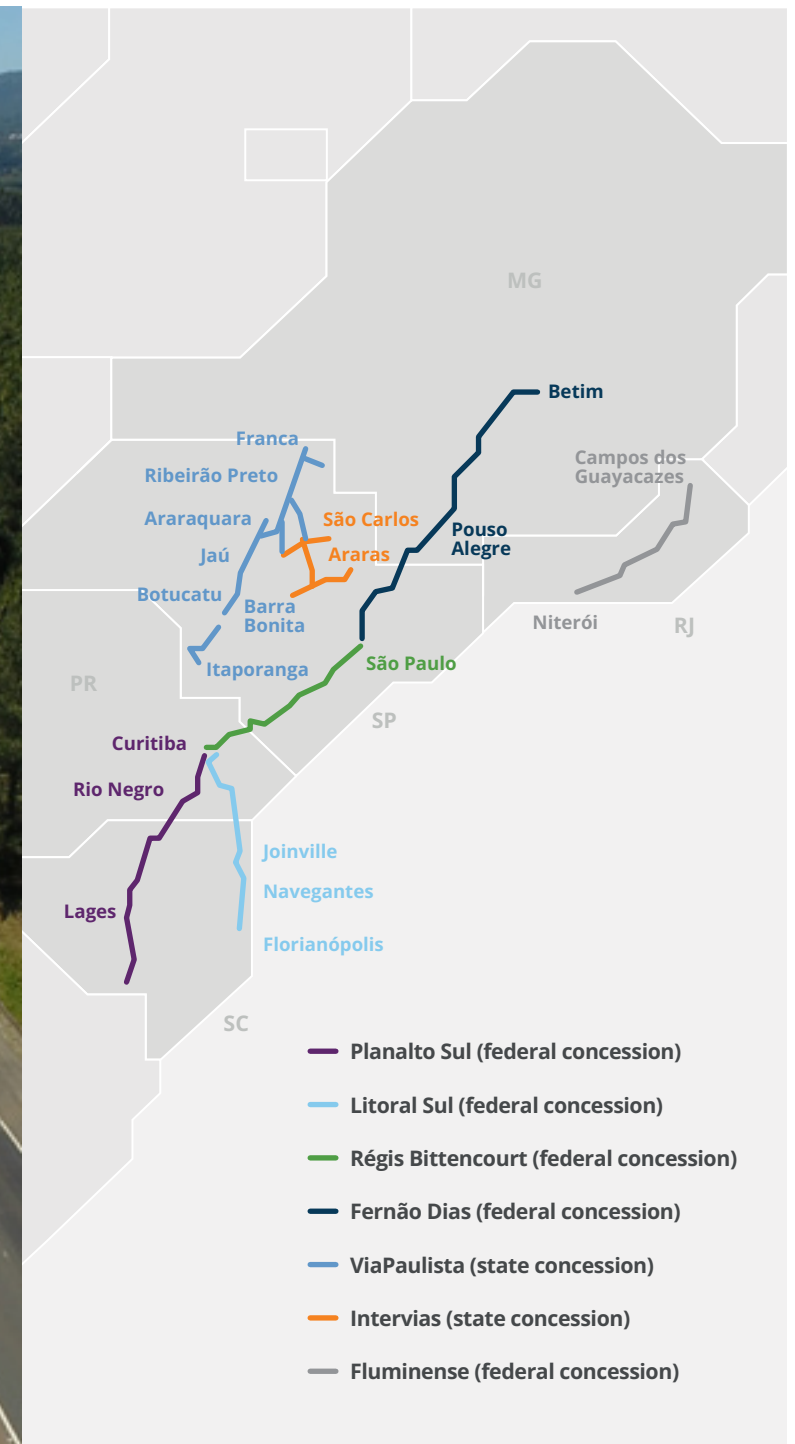 MG
Betim
Franca
Campos dos
Guayacazes
Ribeirão Preto
Araraquara
São Carlos
Pouso
Alegre
Jaú
Araras
Botucatu
Barra
Bonita
Niterói
RJ
Itaporanga
São Paulo
PR
SP
Curitiba
Rio Negro
Joinville
Navegantes
Lages
Florianópolis
SC
Planalto Sul (federal concession)
Litoral Sul (federal concession)
Régis Bittencourt (federal concession)
Fernão Dias (federal concession)
ViaPaulista (state concession)
Intervias (state concession)
Fluminense (federal concession)